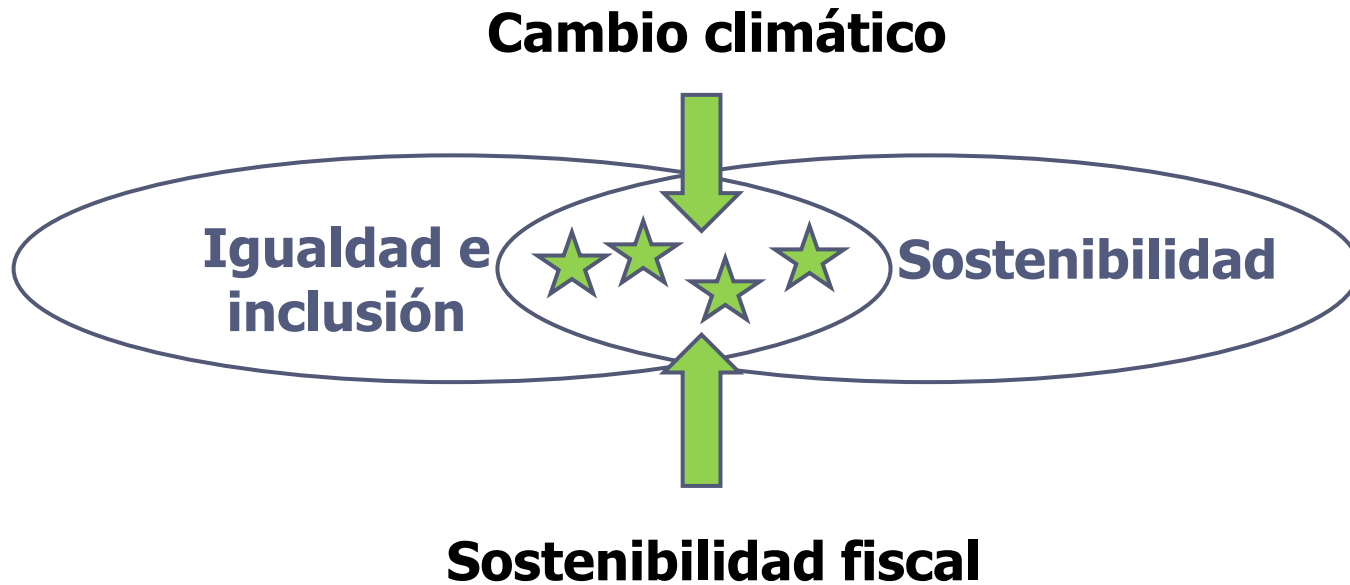 Cambio climático
Igualdad e
inclusión
Sostenibilidad
Sostenibilidad fiscal